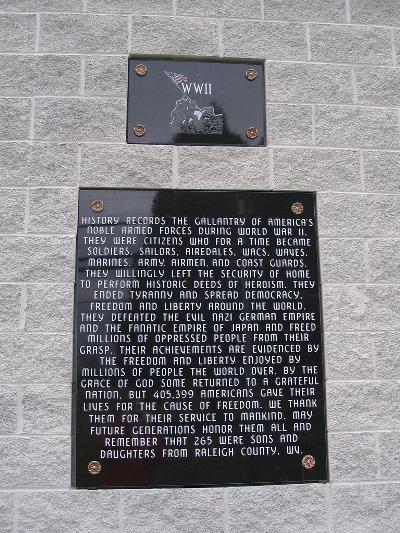 WWII
HISTORY RECORDS THE GALLANTRY OF AMERICA'S
NOBLE ARMED FORCES DURING WORLD WAR II.
THEY WERE CITIZENS WHO FOR A TIME BECAME
SOLDIERS, SAILORS, AIREDALES, WACS, WAVES,
MARINES, ARMY AIRMEN, AND COAST GUARDS.
THEY WILLINGLY LEFT THE SECURITY OF HOME
TO PERFORM HISTORIC DEEDS OF HEROISM. THEY
ENDED TYRANNY AND SPREAD DEMOCRACY,
FREEDOM AND LIBERTY AROUND THE WORLD.
THEY DEFEATED THE EVIL NAZI GERMAN EMPIRE
AND THE FANATIC EMPIRE OF JAPAN AND FREED
MILLIONS OF OPPRESSED PEOPLE FROM THEIR
GRASP. THEIR ACHIEVEMENTS ARE EVIDENCED BY
THE FREEDOM AND LIBERTY ENJOYED BY
MILLIONS OF PEOPLE THE WORLD OVER. BY THE
GRACE OF GOD SOME RETURNED TO A GRATEFUL
NATION, BUT 405,399 AMERICANS GAVE THEIR
LIVES FOR THE CAUSE OF FREEDOM. WE THANK
THEM FOR THEIR SERVICE TO MANKIND. MAY
FUTURE GENERATIONS HONOR THEM ALL AND
REMEMBER THAT 265 WERE SONS AND
DAUGHTERS FROM RALEIGH COUNTY, WV.